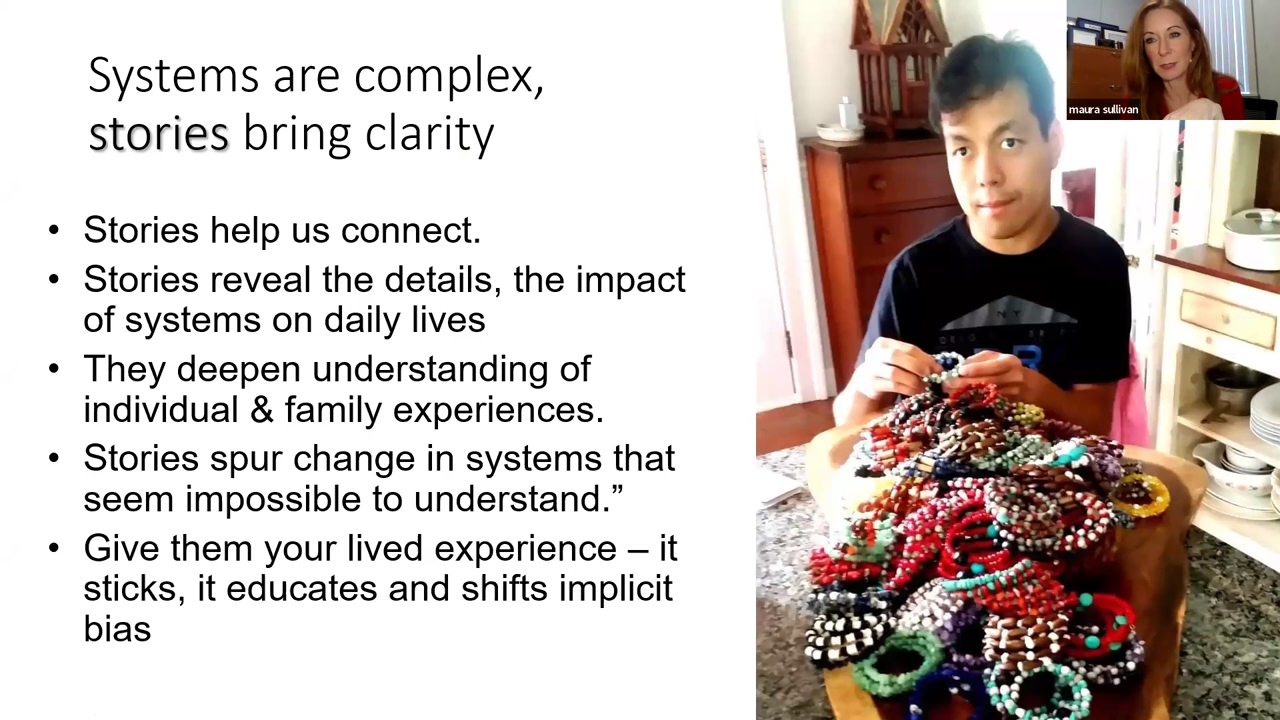 Systems are complex,
stories bring clarity
• Stories help us connect.
• Stories reveal the details, the impact
of systems on daily lives
• They deepen understanding of
individual & family experiences.
• Stories spur change in systems that
seem impossible to understand.”
• Give them your lived experience – it
sticks, it educates and shifts implicit
bias
maura sullivan
N Y